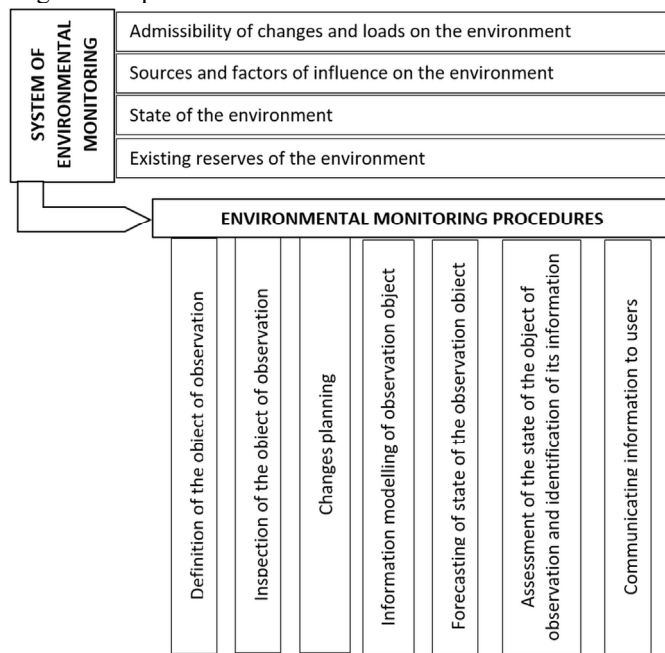 SYSTEM OF
ENVIRONMENTAL
MONITORING
Admissibility of changes and loads on the environment
Sources and factors of influence on the environment
State of the environment
Existing reserves of the environment
ENVIRONMENTAL MONITORING PROCEDURES
Definition of the object of observation
Inspection of the object of observation
Changes planning
Information modelling of observation object
Forecasting of state of the observation object
Assessment of the state of the object of
observation and identification of its information
Communicating information to users